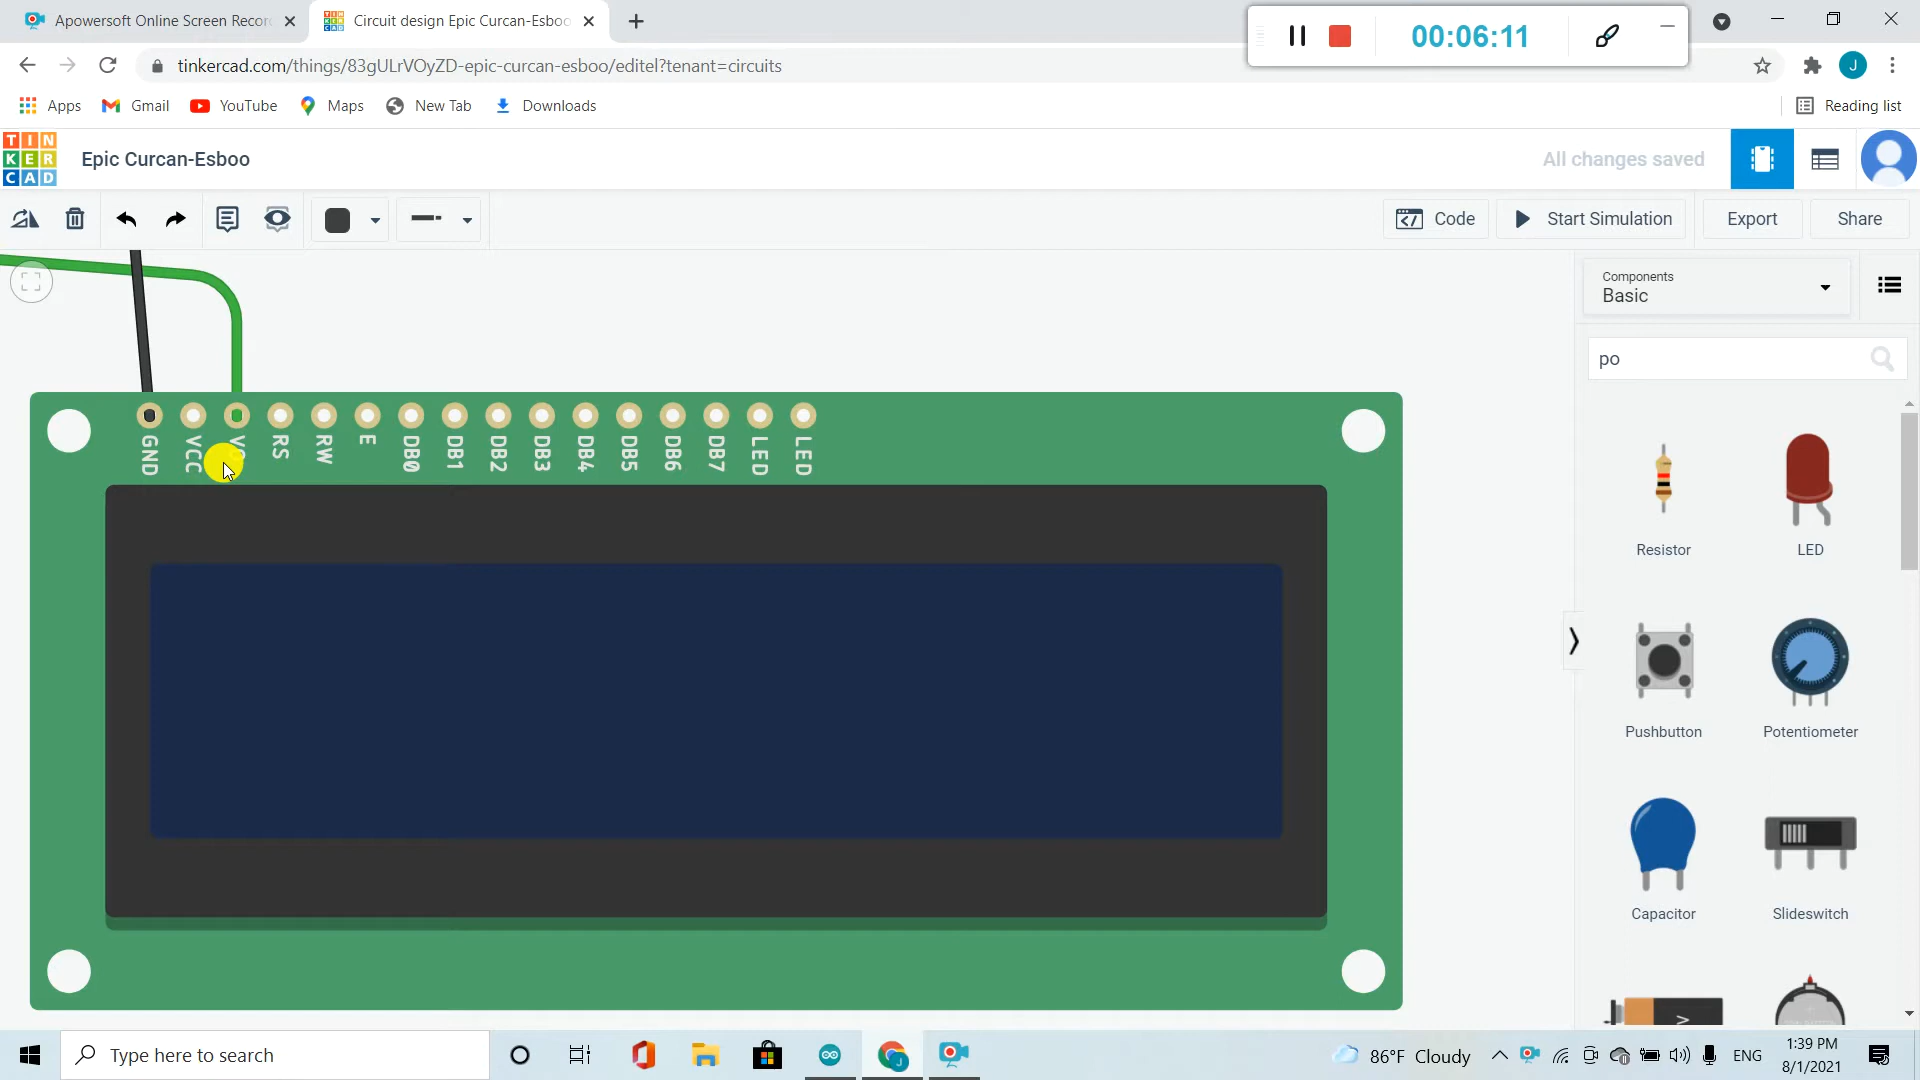 Apowersoft Online Screen Recor
Circuit design Epic Curcan-Esboo
00:06:11
tinkercad.com/things/83gULrVOyZD-epic-curcan-esboo/editel?tenant=circuits
J
Apps
Gmail
YouTube
Maps
New Tab
Downloads
Reading list
TIN
KER
CAD
Epic Curcan-Esboo
All changes saved
Code
Start Simulation
Export
Share
Components
Basic
po
GND
VCC
V0
RS
RW
E
DB0
DB1
DB2
DB3
DB4
DB5
DB6
DB7
LED
LED
Resistor
LED
Pushbutton
Potentiometer
Capacitor
Slideswitch
Type here to search
86°F Cloudy
ENG
1:39 PM
8/1/2021